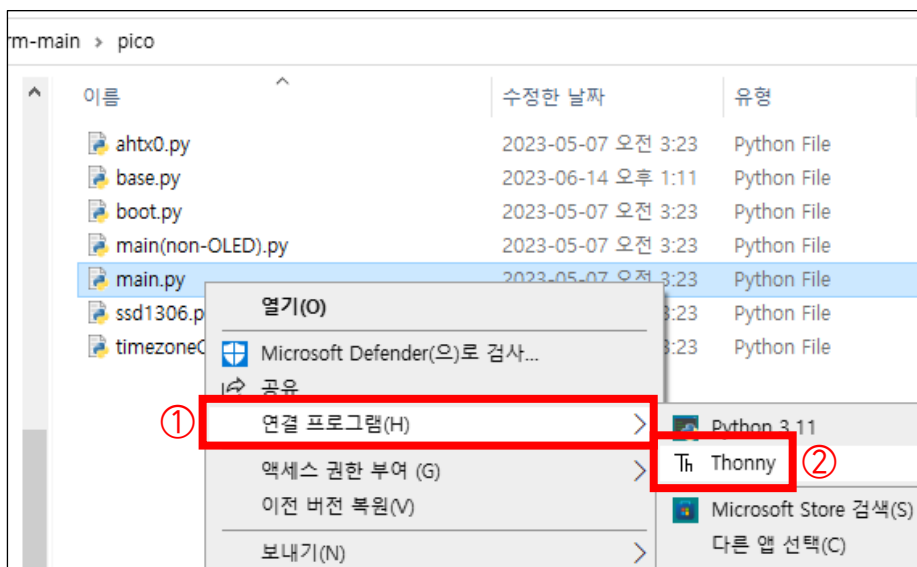 rm-main > pico
이름 수정한 날짜 유형
ahtx0.py 2023-05-07 오전 3:23 Python File
base.py 2023-06-14 오후 1:11 Python File
boot.py 2023-05-07 오전 3:23 Python File
main(non-OLED).py 2023-05-07 오전 3:23 Python File
main.py 2023-05-07 오전 3:23 Python File
ssd1306.p 3:23 Python File
timezone 3:23 Python File
열기(O)
Microsoft Defender(으)로 검사...
공유
① 연결 프로그램(H)
Python 3.11
Th Thonny ②
액세스 권한 부여 (G)
이전 버전 복원(V)
Microsoft Store 검색(S)
다른 앱 선택(C)
보내기(N)